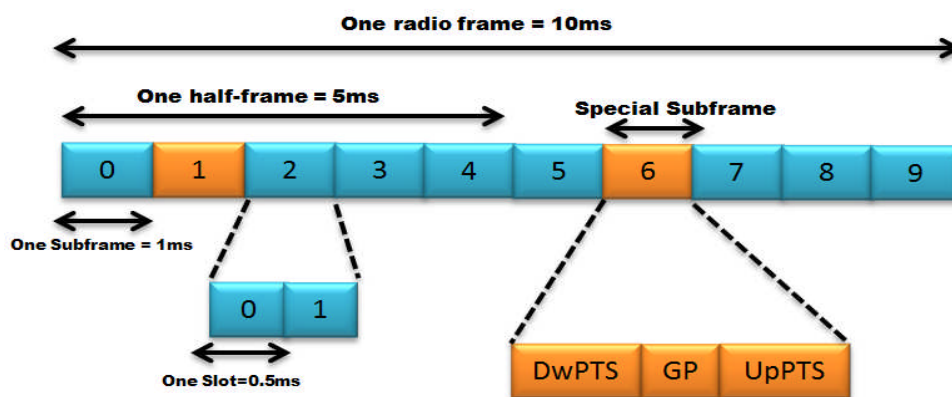 One radio frame = 10ms
One half-frame = 5ms
Special Subframe
0 1 2 3 4 5 6 7 8 9
One Subframe = 1ms
0 1
One Slot=0.5ms
DwPTS GP UpPTS